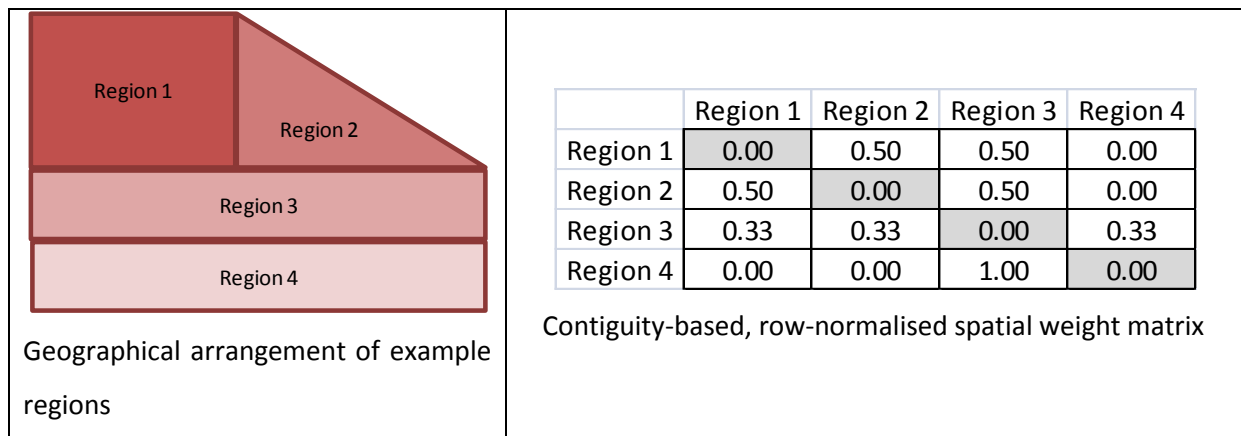 Region 1
Region 2
Region 3
Region 4
Geographical arrangement of example
regions
Region 1 Region 2 Region 3 Region 4
Region 1 0.00 0.50 0.50 0.00
Region 2 0.50 0.00 0.50 0.00
Region 3 0.33 0.33 0.00 0.33
Region 4 0.00 0.00 1.00 0.00
Contiguity-based, row-normalised spatial weight matrix